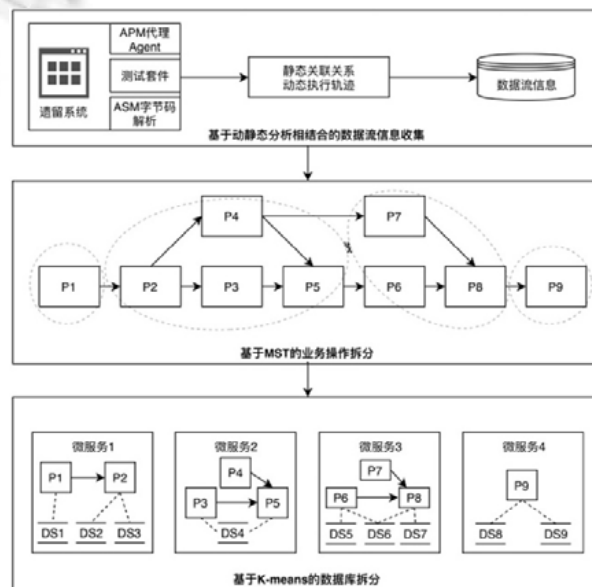 APM代理
Agent
测试套件
遗留系统
ASM字节码
解析
静态关联关系
动态执行轨迹
数据流信息
基于动静态分析相结合的数据流信息收集
P4
P7
P1
P2
P3
P5
P6
P8
P9
基于MST的业务操作拆分
微服务1
P1
P2
DS1
DS2
DS3
微服务2
P4
P3
P5
DS4
微服务3
P7
P6
P8
DS5
DS6
DS7
微服务4
P9
DS8
DS9
基于K-means的数据库拆分